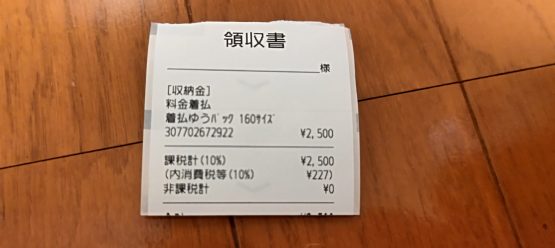 領収書
様
[収納金]
料金着払
着払ゆうパック 160サイズ
307702672922 ¥2,500
課税計(10%) ¥2,500
(内消費税等(10%) ¥227)
非課税計 ¥0